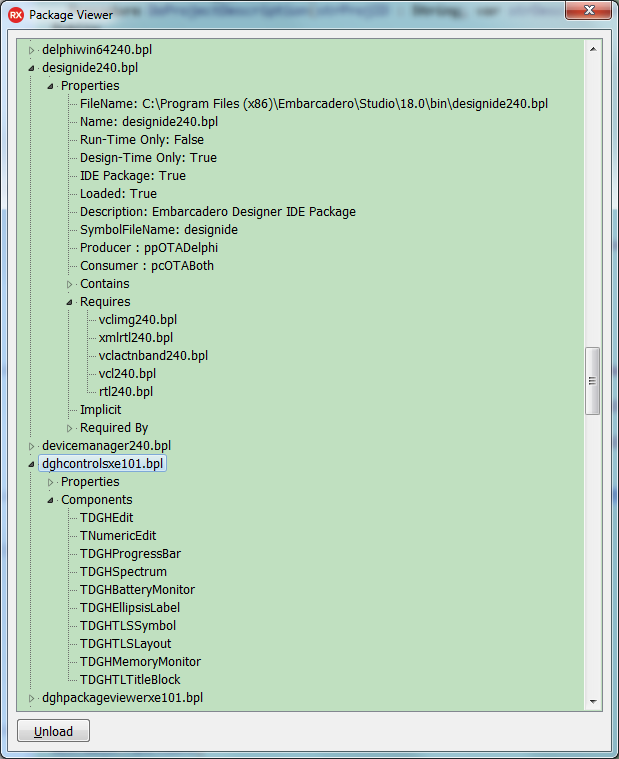 RX Package Viewer
delphiwin64240.bpl
designide240.bpl
Properties
FileName: C:\Program Files (x86)\Embarcadero\Studio\18.0\bin\designide240.bpl
Name: designide240.bpl
Run-Time Only: False
Design-Time Only: True
IDE Package: True
Loaded: True
Description: Embarcadero Designer IDE Package
SymbolFileName: designide
Producer : ppOTADelphi
Consumer : pcOTABoth
Contains
Requires
vclimg240.bpl
xmlrtl240.bpl
vclactnband240.bpl
vcl240.bpl
rtl240.bpl
Implicit
Required By
devicemanager240.bpl
dghcontrolsxe101.bpl
Properties
Components
TDGHEdit
TNumericEdit
TDGHProgressBar
TDGHSpectrum
TDGHBatteryMonitor
TDGHEllipsisLabel
TDGHTLSSymbol
TDGHTLSLayout
TDGHMemoryMonitor
TDGHTLTitleBlock
dghpackageviewerxe101.bpl
Unload